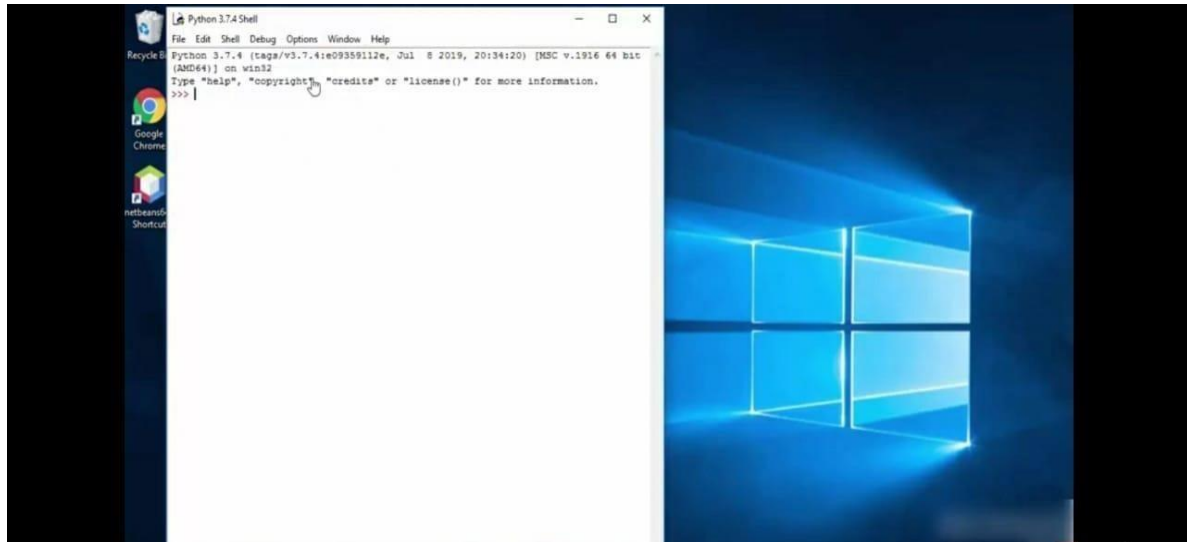 Python 3.7.4 Shell
File Edit Shell Debug Options Window Help
Python 3.7.4 (tags/v3.7.4:e09359112e, Jul 8 2019, 20:34:20) [MSC v.1916 64 bit
(AMD64)] on win32
Type "help", "copyright", "credits" or "license()" for more information.
>>>
Recycle Bi
Google
Chrome
netbeans6
Shortcut